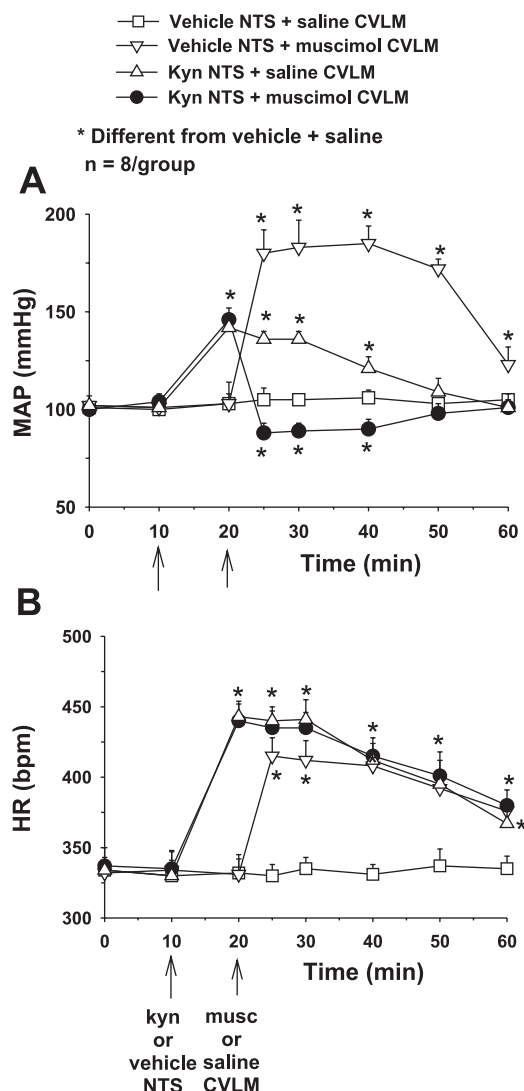 Vehicle NTS + saline CVLM
Vehicle NTS + muscimol CVLM
Kyn NTS + saline CVLM
Kyn NTS + muscimol CVLM
* Different from vehicle + saline
n = 8/group
A
200
150
100
50
MAP (mmHg)
* * * * *
* * * *
* * *
0 10 20 30 40 50 60
Time (min)
B
500
450
400
350
300
HR (bpm)
* * * * *
* * *
0 10 20 30 40 50 60
Time (min)
kyn
or
vehicle
NTS
musc
or
saline
CVLM